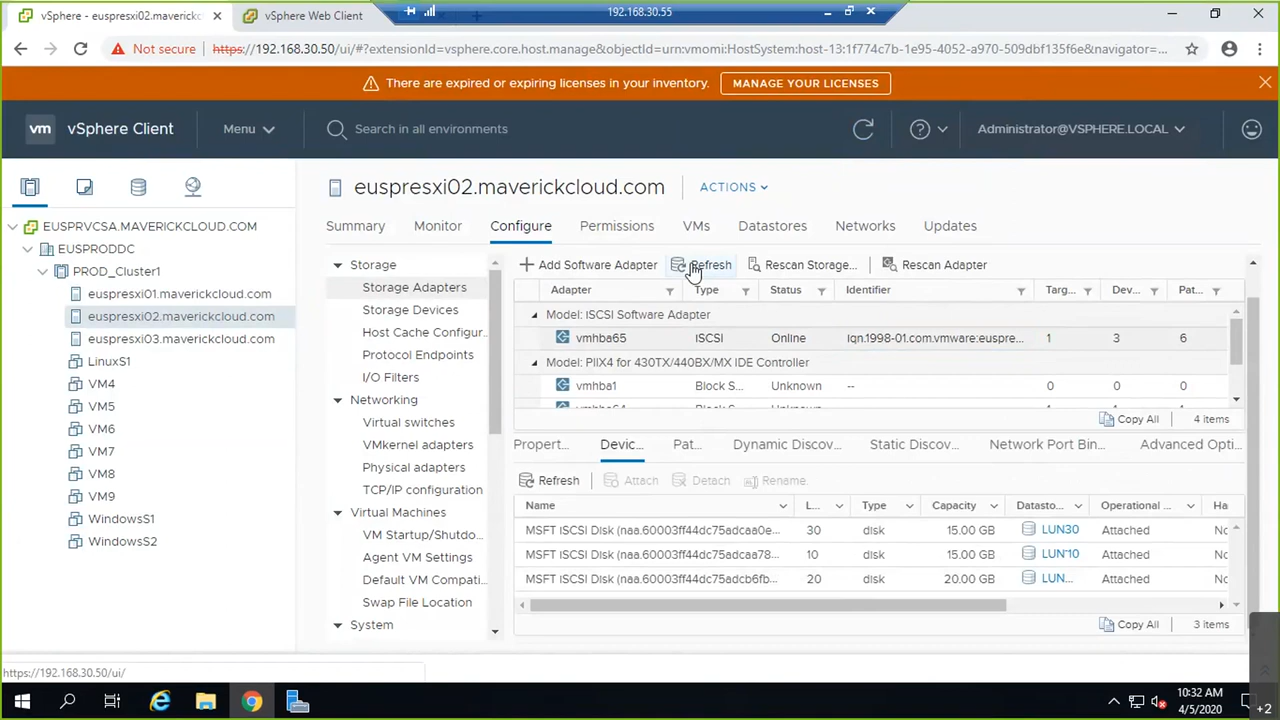 vSphere - euspresxi02.maverickc
vSphere Web Client
192.168.30.55
Not secure
https://192.168.30.50/ui/#?extensionId=vsphere.core.host.manage&objectId=urn:vmomi:HostSystem:host-13:1f774c7b-1e95-4052-a970-509dbf135f6e&navigator=...
There are expired or expiring licenses in your inventory.
MANAGE YOUR LICENSES
vm
vSphere Client
Menu
Search in all environments
Administrator@VSPHERE.LOCAL
EUSPRVCSA.MAVERICKCLOUD.COM
EUSPRODDC
PROD_Cluster1
euspresxi01.maverickcloud.com
euspresxi02.maverickcloud.com
euspresxi03.maverickcloud.com
LinuxS1
VM4
VM5
VM6
VM7
VM8
VM9
WindowsS1
WindowsS2
euspresxi02.maverickcloud.com
ACTIONS
Summary Monitor Configure Permissions VMs Datastores Networks Updates
Storage
Storage Adapters
Storage Devices
Host Cache Configur...
Protocol Endpoints
I/O Filters
Networking
Virtual switches
VMkernel adapters
Physical adapters
TCP/IP configuration
Virtual Machines
VM Startup/Shutdo...
Agent VM Settings
Default VM Compati...
Swap File Location
System
Add Software Adapter Refresh Rescan Storage... Rescan Adapter
Adapter Type Status Identifier Targ... Dev... Pat...
Model: iSCSI Software Adapter
vmhba65 iSCSI Online iqn.1998-01.com.vmware:euspre... 1 3 6
Model: PIIX4 for 430TX/440BX/MX IDE Controller
vmhba1 Block S... Unknown -- 0 0 0
Copy All 4 items
Propert... Devic... Pat... Dynamic Discov... Static Discov... Network Port Bin... Advanced Opti...
Refresh Attach Detach Rename...
Name L... Type Capacity Datasto... Operational ... Ha
MSFT iSCSI Disk (naa.60003ff44dc75adcaa0e... 30 disk 15.00 GB LUN30 Attached No
MSFT iSCSI Disk (naa.60003ff44dc75adcaa78... 10 disk 15.00 GB LUN10 Attached No
MSFT iSCSI Disk (naa.60003ff44dc75adcb6fb... 20 disk 20.00 GB LUN... Attached No
Copy All 3 items
https://192.168.30.50/ui/
10:32 AM
4/5/2020
+2